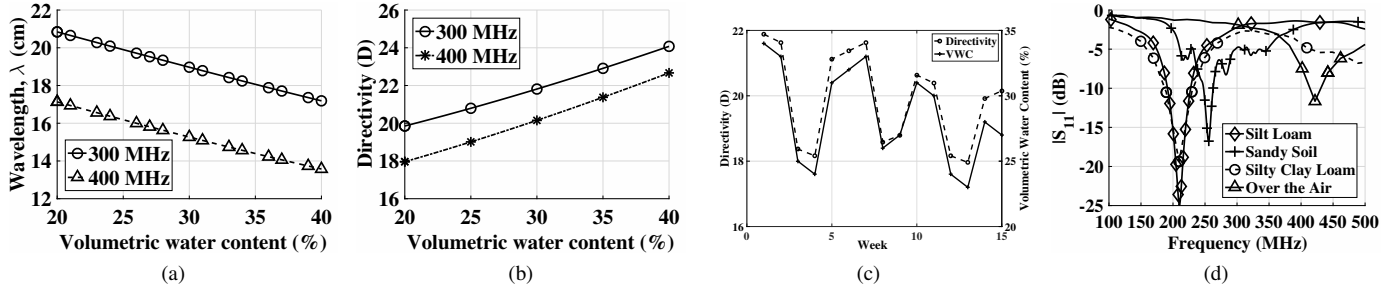 22
20
18
16
14
12
Wavelength, λ (cm)
300 MHz
400 MHz
20 25 30 35 40
Volumetric water content (%)
(a)
26
24
22
20
18
16
Directivity (D)
300 MHz
400 MHz
20 25 30 35 40
Volumetric water content (%)
(b)
22
20
18
16
Directivity (D)
Directivity
VWC
35
30
25
20
Volumetric Water Content (%)
0 5 10 15
Week
(c)
0
-5
-10
-15
-20
-25
|S11| (dB)
Silt Loam
Sandy Soil
Silty Clay Loam
Over the Air
100 150 200 250 300 350 400 450 500
Frequency (MHz)
(d)